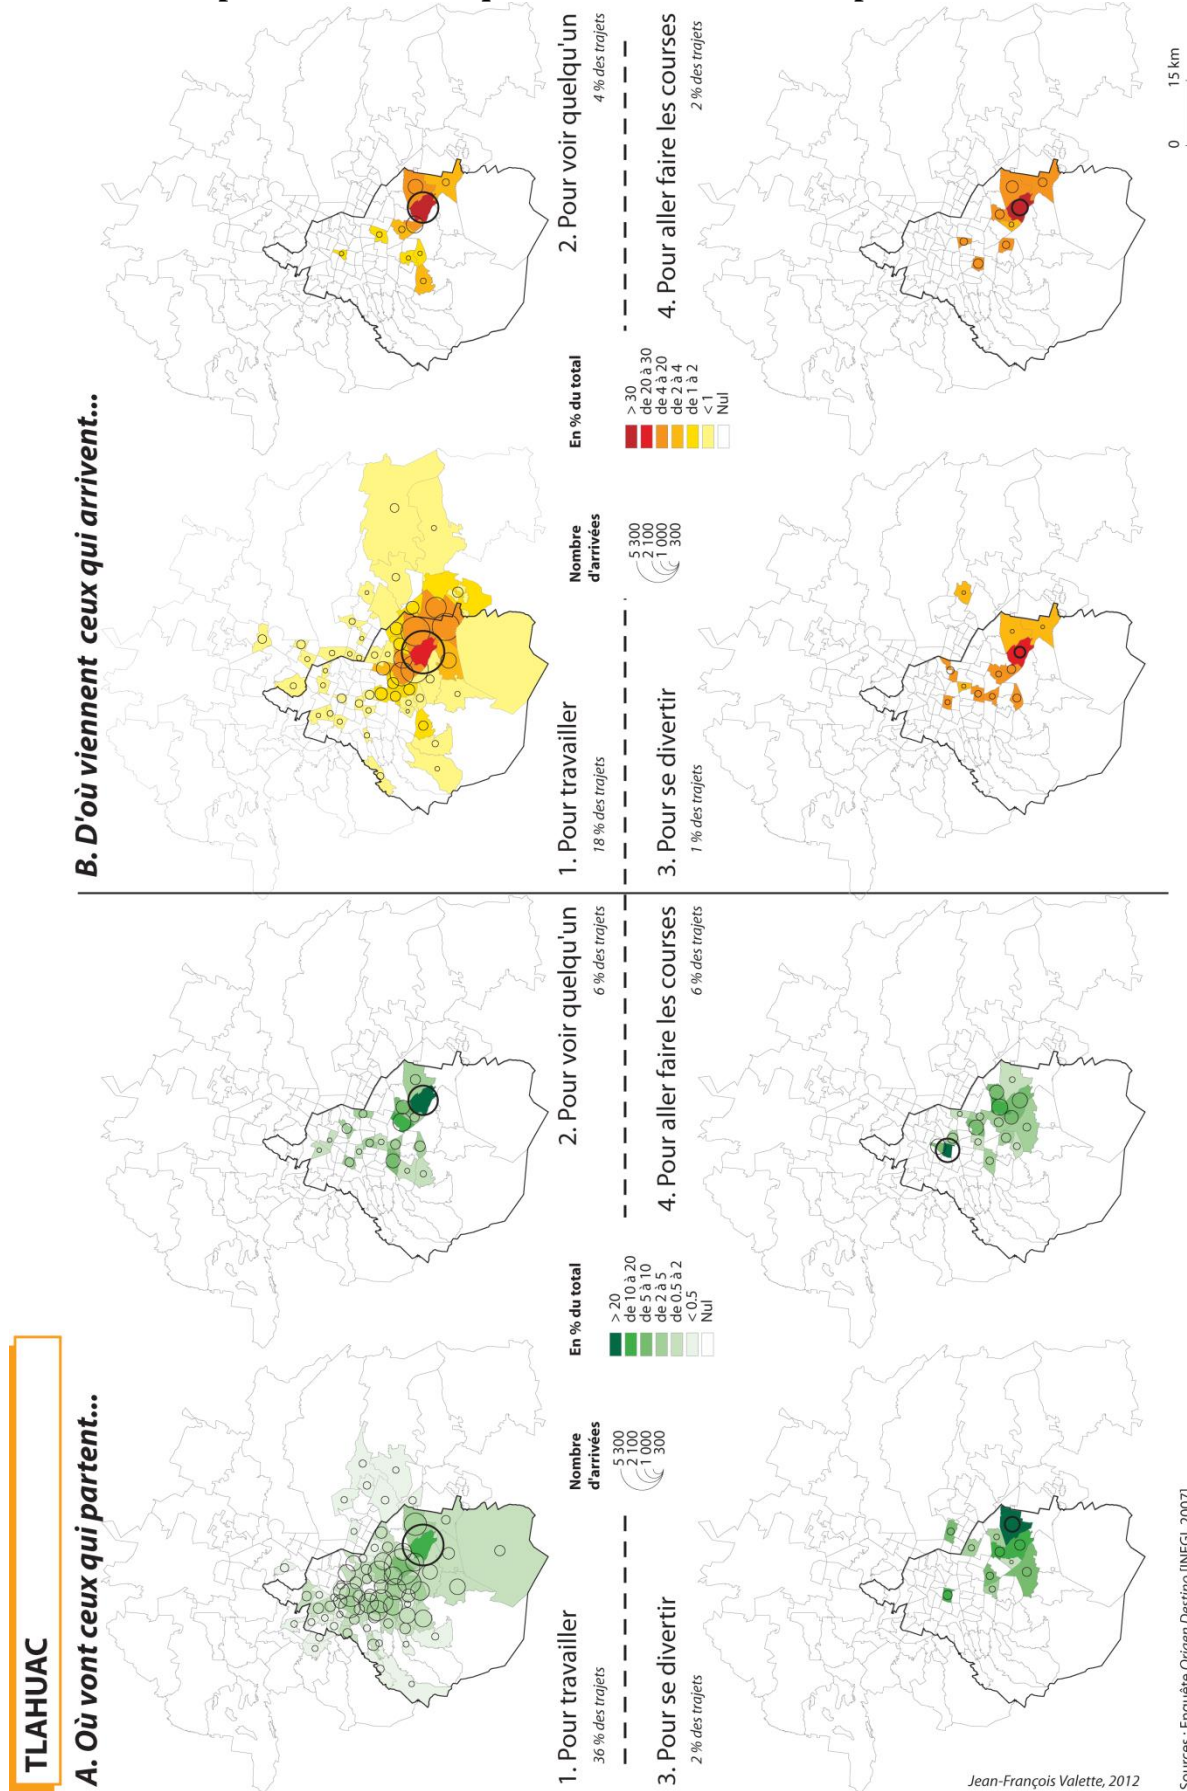 TLAHUAC
A. Où vont ceux qui partent...
1. Pour travailler
36 % des trajets
Nombre
d'arrivées
5 300
2 100
1 000
300
En % du total
> 20
de 10 à 20
de 5 à 10
de 2 à 5
de 0.5 à 2
< 0.5
Nul
2. Pour voir quelqu'un
6 % des trajets
3. Pour se divertir
2 % des trajets
4. Pour aller faire les courses
6 % des trajets
B. D'où viennent ceux qui arrivent...
1. Pour travailler
18 % des trajets
Nombre
d'arrivées
5 300
2 100
1 000
300
En % du total
> 30
de 20 à 30
de 4 à 20
de 2 à 4
de 1 à 2
< 1
Nul
2. Pour voir quelqu'un
4 % des trajets
3. Pour se divertir
1 % des trajets
4. Pour aller faire les courses
2 % des trajets
0 15 km
Jean-François Valette, 2012
Sources : Enquête Origen Destino [INEGI, 2007]